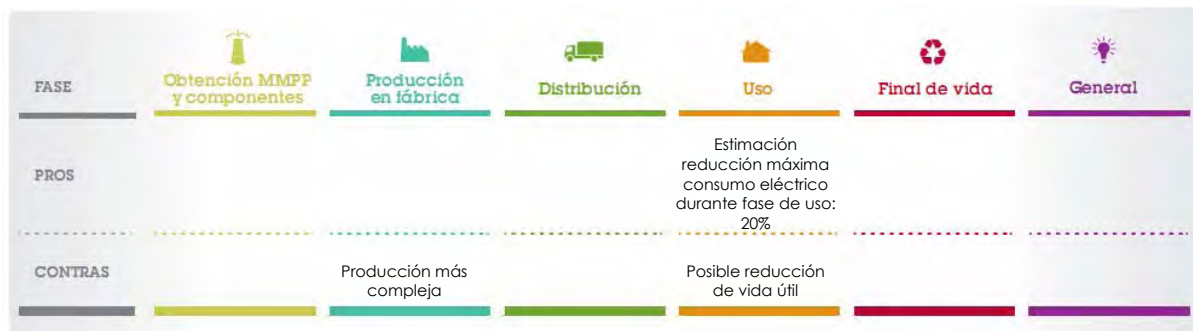 FASE
Obtención MMPP
y componentes
Producción
en fábrica
Distribución
Uso
Final de vida
General
PROS
Estimación
reducción máxima
consumo eléctrico
durante fase de uso:
20%
CONTRAS
Producción más
compleja
Posible reducción
de vida útil